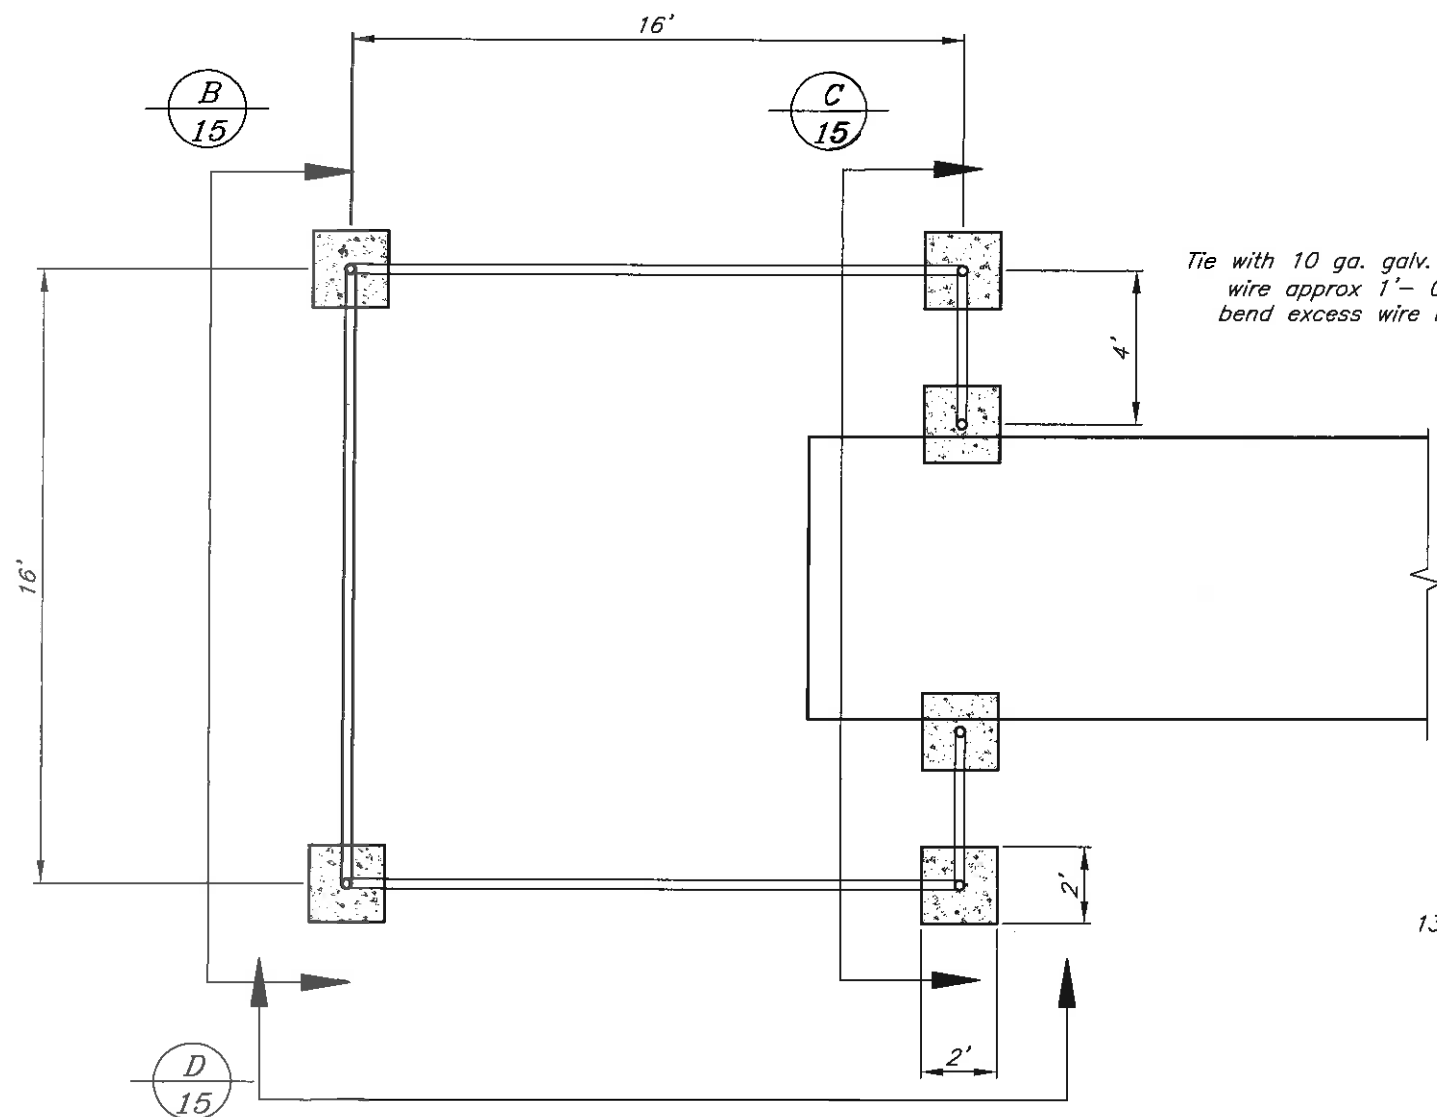 16'
B
15
C
15
Tie with 10 ga. galv.
wire approx 1'-
bend excess wire
4'
16'
2'
13
2'
D
15